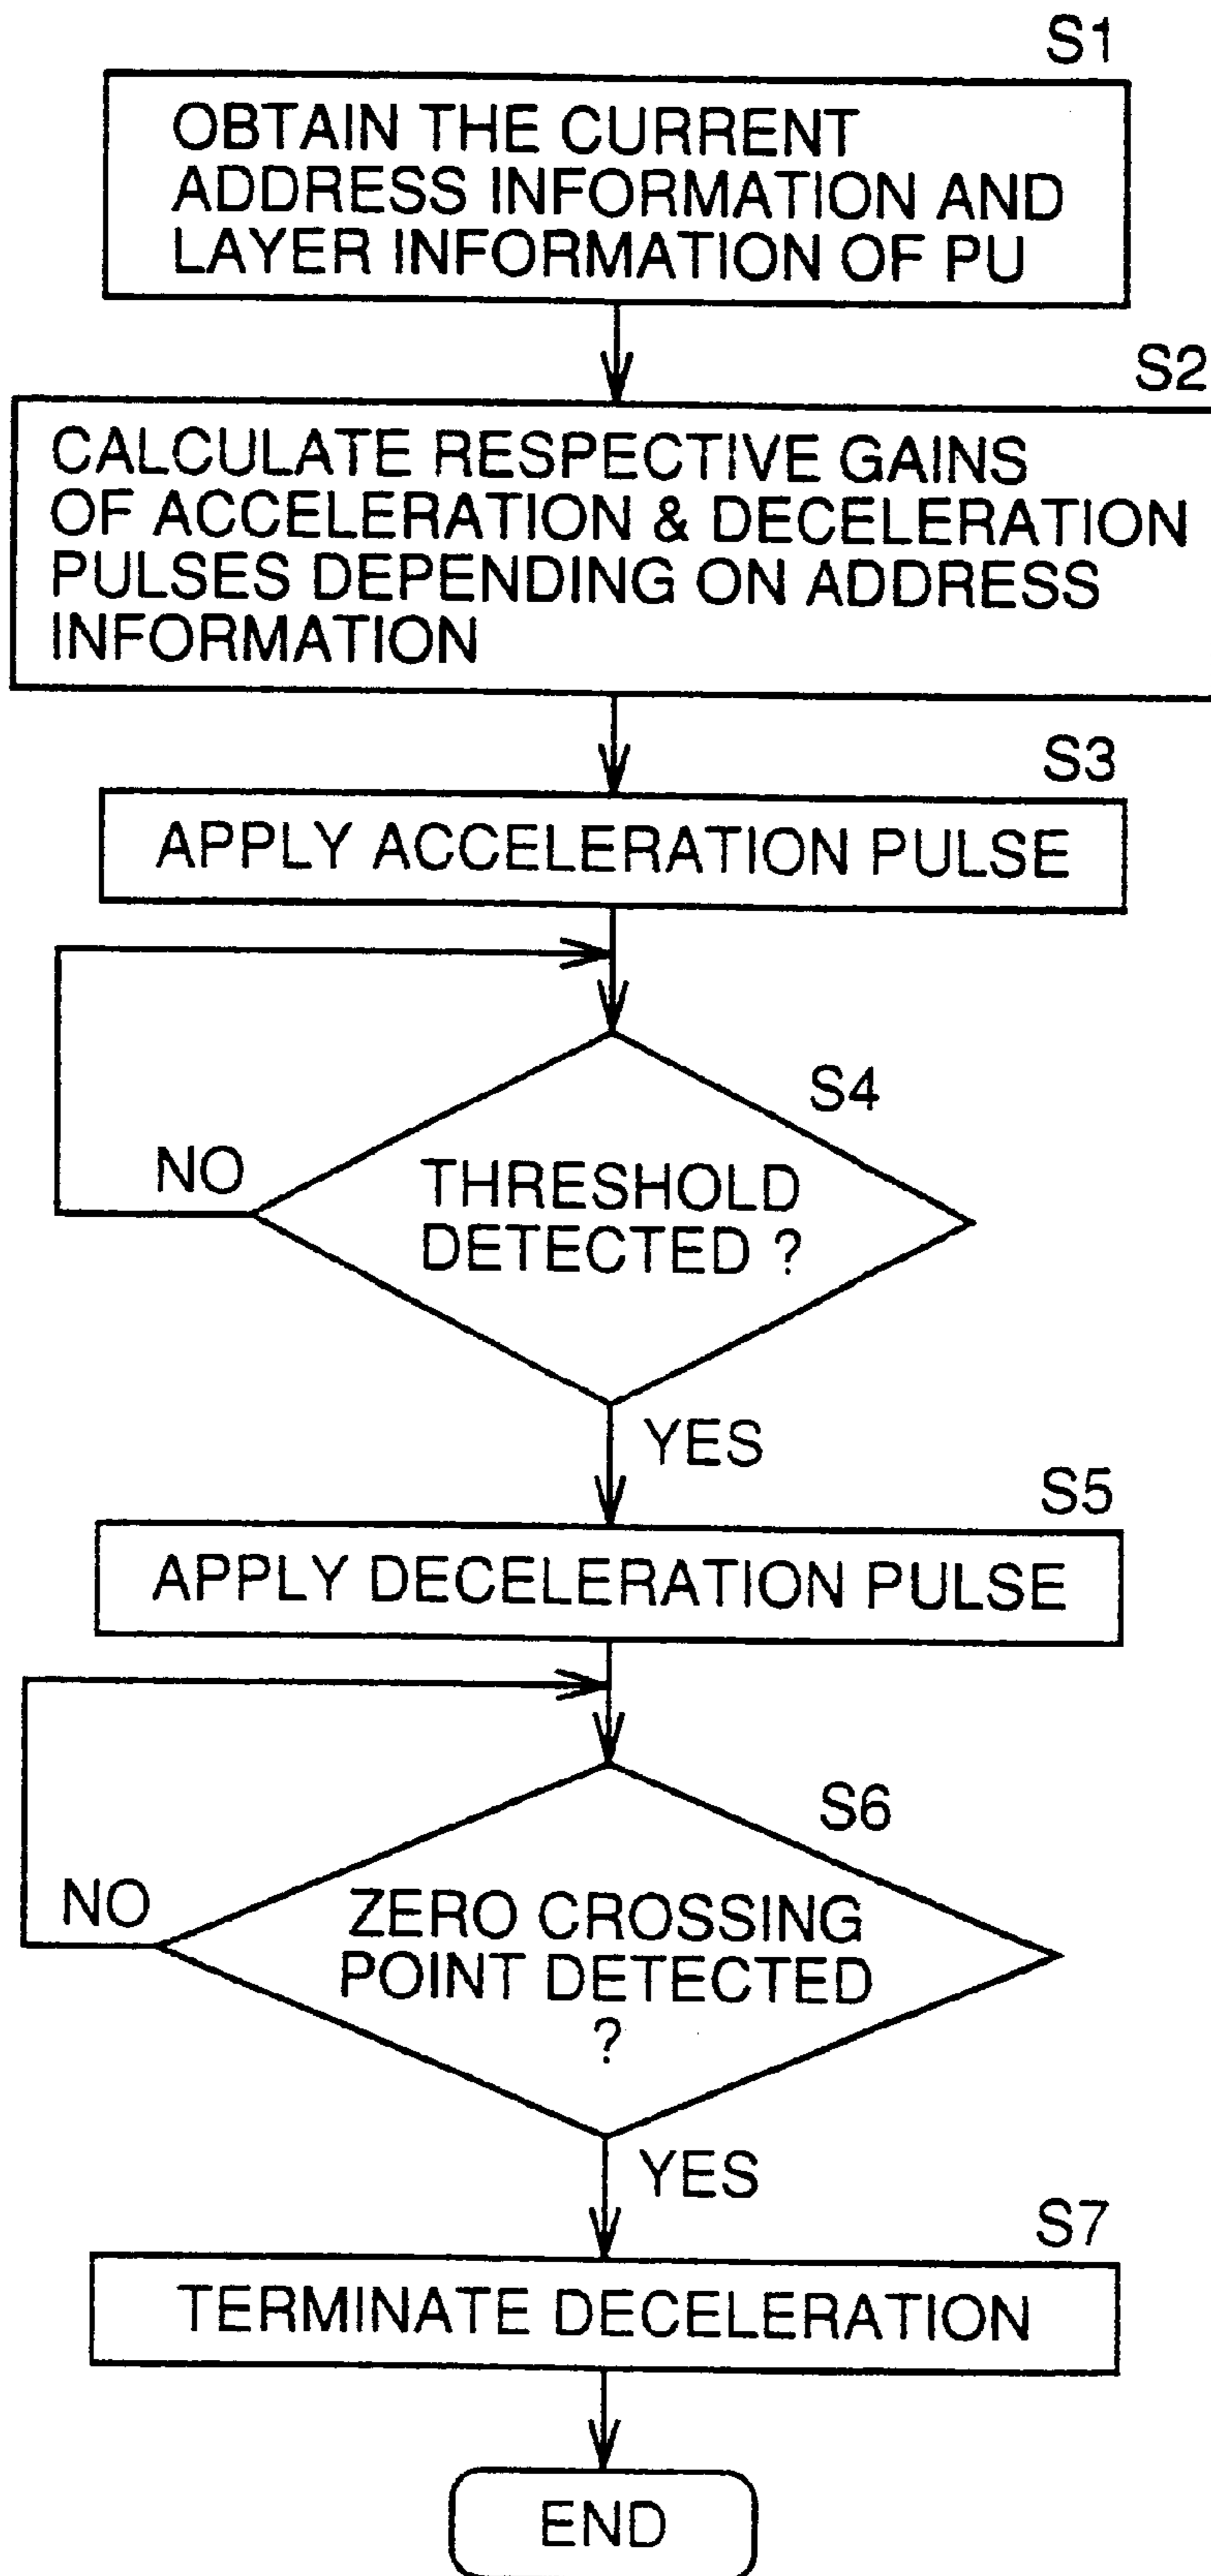 S1
OBTAIN THE CURRENT
ADDRESS INFORMATION AND
LAYER INFORMATION OF PU
S2
CALCULATE RESPECTIVE GAINS
OF ACCELERATION & DECELERATION
PULSES DEPENDING ON ADDRESS
INFORMATION
S3
APPLY ACCELERATION PULSE
S4
NO
THRESHOLD
DETECTED ?
YES
S5
APPLY DECELERATION PULSE
S6
NO
ZERO CROSSING
POINT DETECTED
?
YES
S7
TERMINATE DECELERATION
END